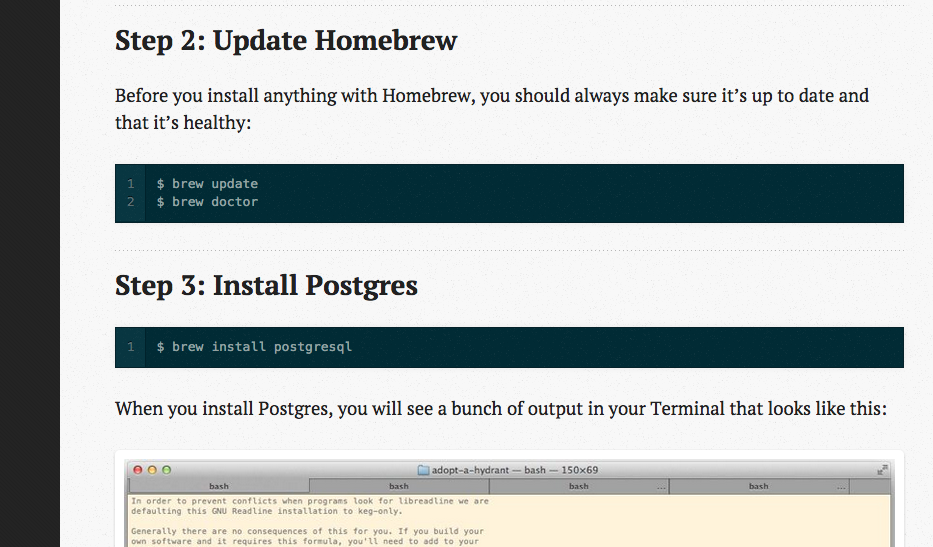 Step 2: Update Homebrew
Before you install anything with Homebrew, you should always make sure it’s up to date and
that it’s healthy:
1 $ brew update
2 $ brew doctor
Step 3: Install Postgres
1 $ brew install postgresql
When you install Postgres, you will see a bunch of output in your Terminal that looks like this:
adopt-a-hydrant — bash — 150×69
bash bash bash ... bash ...
In order to prevent conflicts when programs look for libreadline we are
defaulting this GNU Readline installation to keg-only.
Generally there are no consequences of this for you. If you build your
own software and it requires this formula, you'll need to add to your